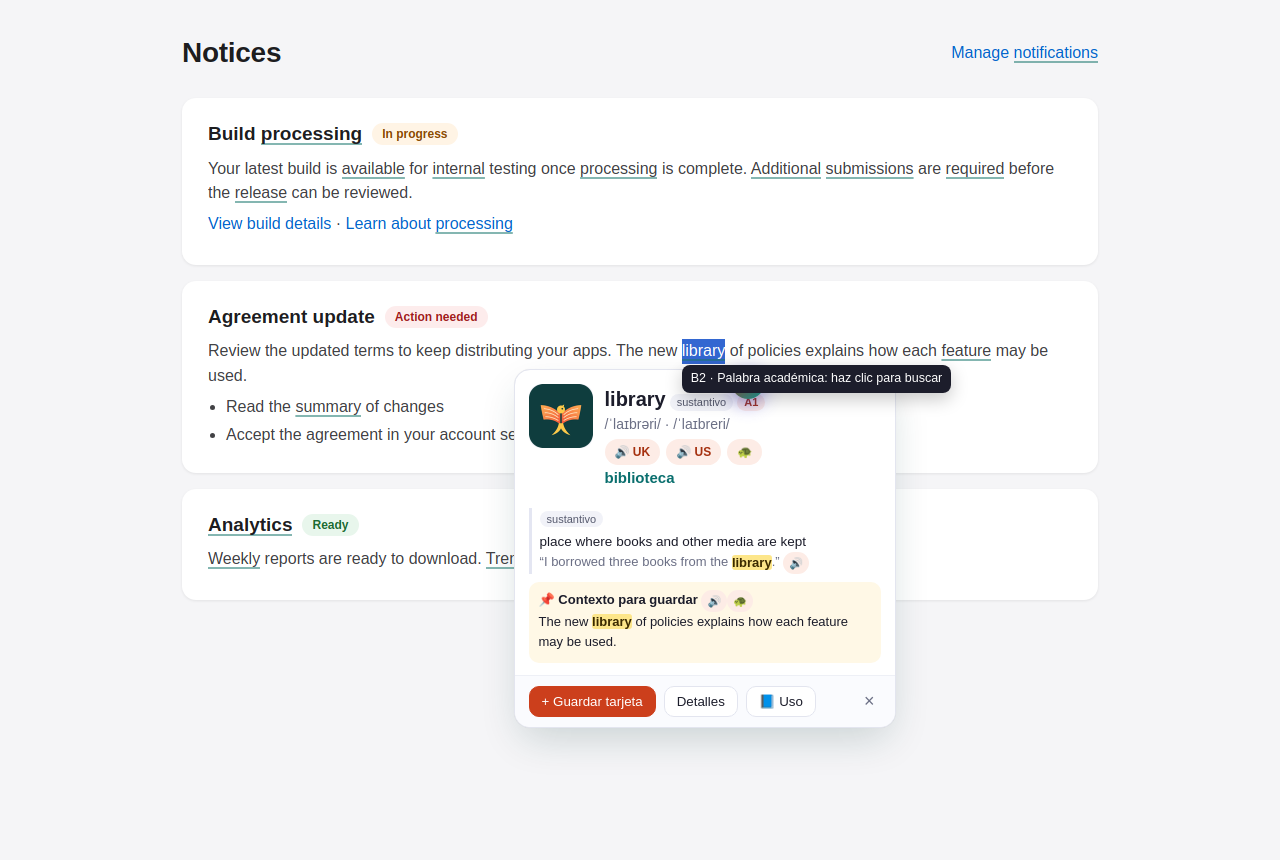 Notices
Manage notifications
Build processing In progress
Your latest build is available for internal testing once processing is complete. Additional submissions are required before
the release can be reviewed.
View build details · Learn about processing
Agreement update Action needed
Review the updated terms to keep distributing your apps. The new library of policies explains how each feature may be
used.
B2 · Palabra académica: haz clic para buscar
Read the summary of changes
Accept the agreement in your account se
library sustantivo A1
/ˈlaɪbrəri/ · /ˈlaɪbreri/
🔊 UK 🔊 US 🐢
biblioteca
Analytics Ready
Weekly reports are ready to download. Tren
sustantivo
place where books and other media are kept
“I borrowed three books from the library.” 🔊
📌 Contexto para guardar 🔊 🐢
The new library of policies explains how each feature
may be used.
+ Guardar tarjeta Detalles 📘 Uso ×